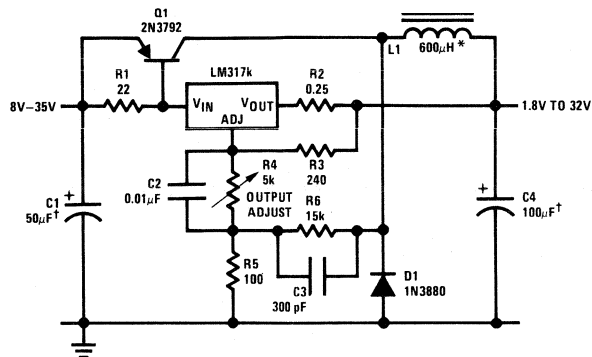 Q1
2N3792
L1
600μH*
R1
22
LM317k
R2
0.25
8V–35V
VIN
VOUT
ADJ
1.8V TO 32V
R4
5k
R3
240
C2
0.01μF
OUTPUT
ADJUST
R6
15k
+
C1
50μF†
+
C4
100μF†
R5
100
C3
300 pF
D1
1N3880